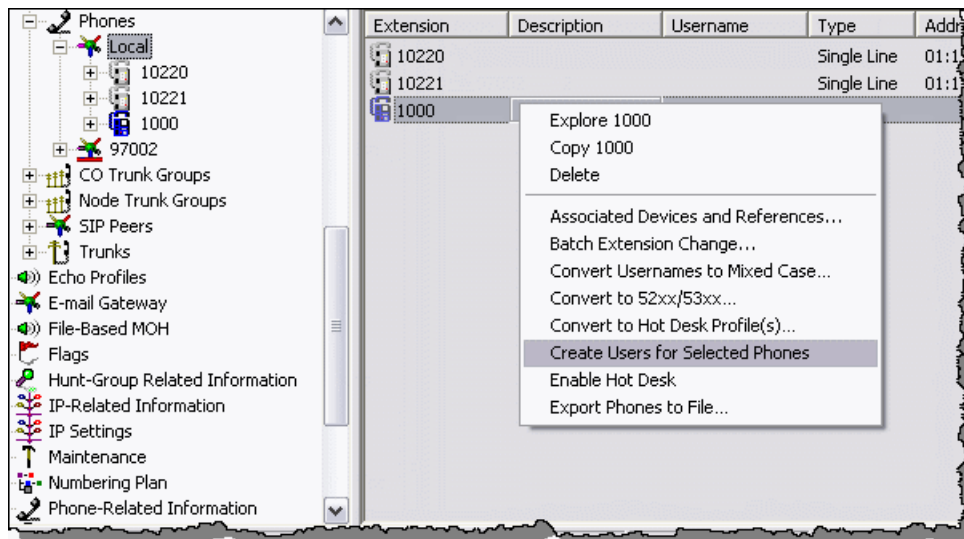 Phones
Local
10220
10221
1000
97002
CO Trunk Groups
Node Trunk Groups
SIP Peers
Trunks
Echo Profiles
E-mail Gateway
File-Based MOH
Flags
Hunt-Group Related Information
IP-Related Information
IP Settings
Maintenance
Numbering Plan
Phone-Related Information
Extension Description Username Type
10220 Single Line
10221 Single Line
1000
Explore 1000
Copy 1000
Delete
Associated Devices and References...
Batch Extension Change...
Convert Usernames to Mixed Case...
Convert to 52xx/53xx...
Convert to Hot Desk Profile(s)...
Create Users for Selected Phones
Enable Hot Desk
Export Phones to File...